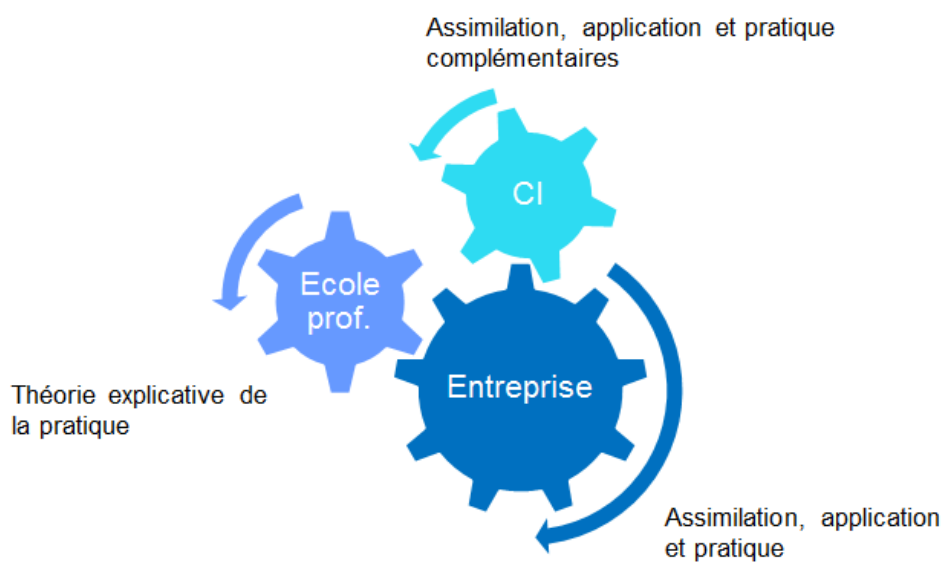 Assimilation, application et pratique
complémentaires
CI
Ecole
prof.
Entreprise
Théorie explicative de
la pratique
Assimilation, application
et pratique